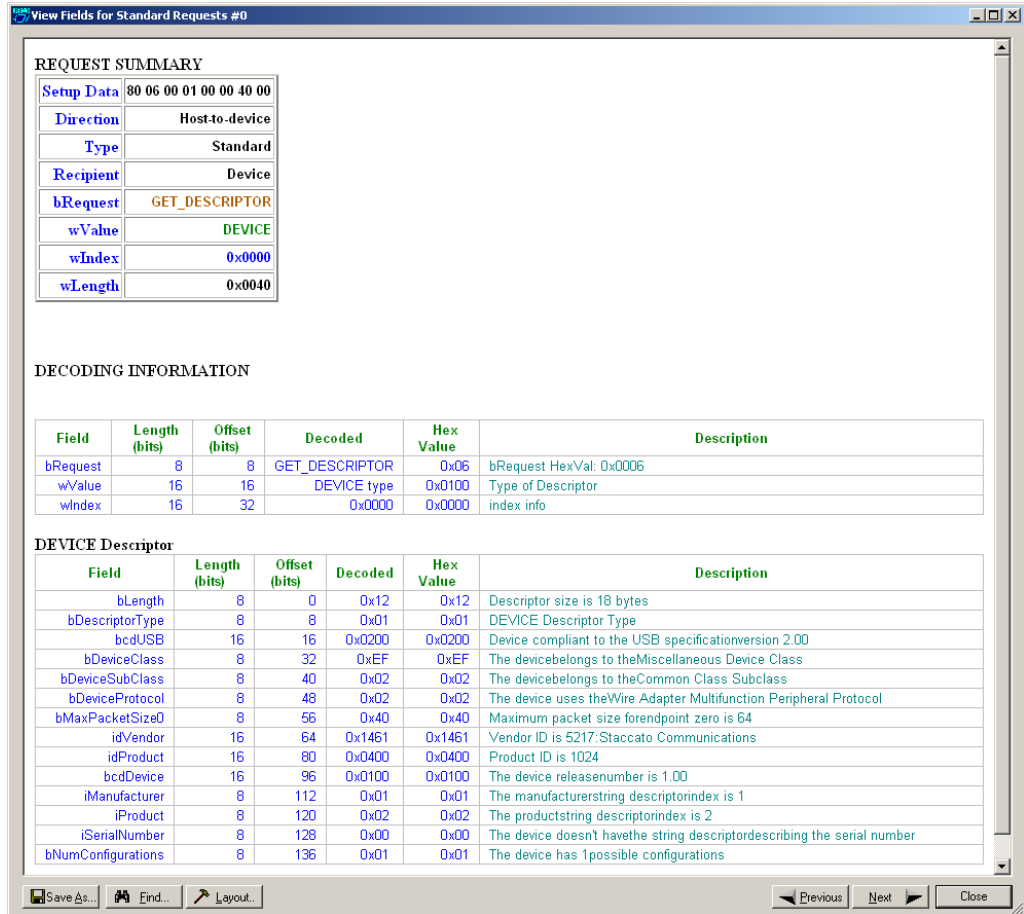 View Fields for Standard Requests #0
REQUEST SUMMARY
Setup Data 80 06 00 01 00 00 40 00
Direction Host-to-device
Type Standard
Recipient Device
bRequest GET_DESCRIPTOR
wValue DEVICE
wIndex 0x0000
wLength 0x0040
DECODING INFORMATION
Field Length (bits) Offset (bits) Decoded Hex Value Description
bRequest 8 8 GET_DESCRIPTOR 0x06 bRequest HexVal: 0x0006
wValue 16 16 DEVICE type 0x0100 Type of Descriptor
wIndex 16 32 0x0000 0x0000 index info
DEVICE Descriptor
Field Length (bits) Offset (bits) Decoded Hex Value Description
bLength 8 0 0x12 0x12 Descriptor size is 18 bytes
bDescriptorType 8 8 0x01 0x01 DEVICE Descriptor Type
bcdUSB 16 16 0x0200 0x0200 Device compliant to the USB specificationversion 2.00
bDeviceClass 8 32 0xEF 0xEF The devicebelongs to theMiscellaneous Device Class
bDeviceSubClass 8 40 0x02 0x02 The devicebelongs to theCommon Class Subclass
bDeviceProtocol 8 48 0x02 0x02 The device uses theWire Adapter Multifunction Peripheral Protocol
bMaxPacketSize0 8 56 0x40 0x40 Maximum packet size forendpoint zero is 64
idVendor 16 64 0x1461 0x1461 Vendor ID is 5217:Staccato Communications
idProduct 16 80 0x0400 0x0400 Product ID is 1024
bcdDevice 16 96 0x0100 0x0100 The device releasenumber is 1.00
iManufacturer 8 112 0x01 0x01 The manufacturerstring descriptorindex is 1
iProduct 8 120 0x02 0x02 The productstring descriptorindex is 2
iSerialNumber 8 128 0x00 0x00 The device doesn't havethe string descriptordescribing the serial number
bNumConfigurations 8 136 0x01 0x01 The device has 1possible configurations
Save As... Find... Layout.. Previous Next Close